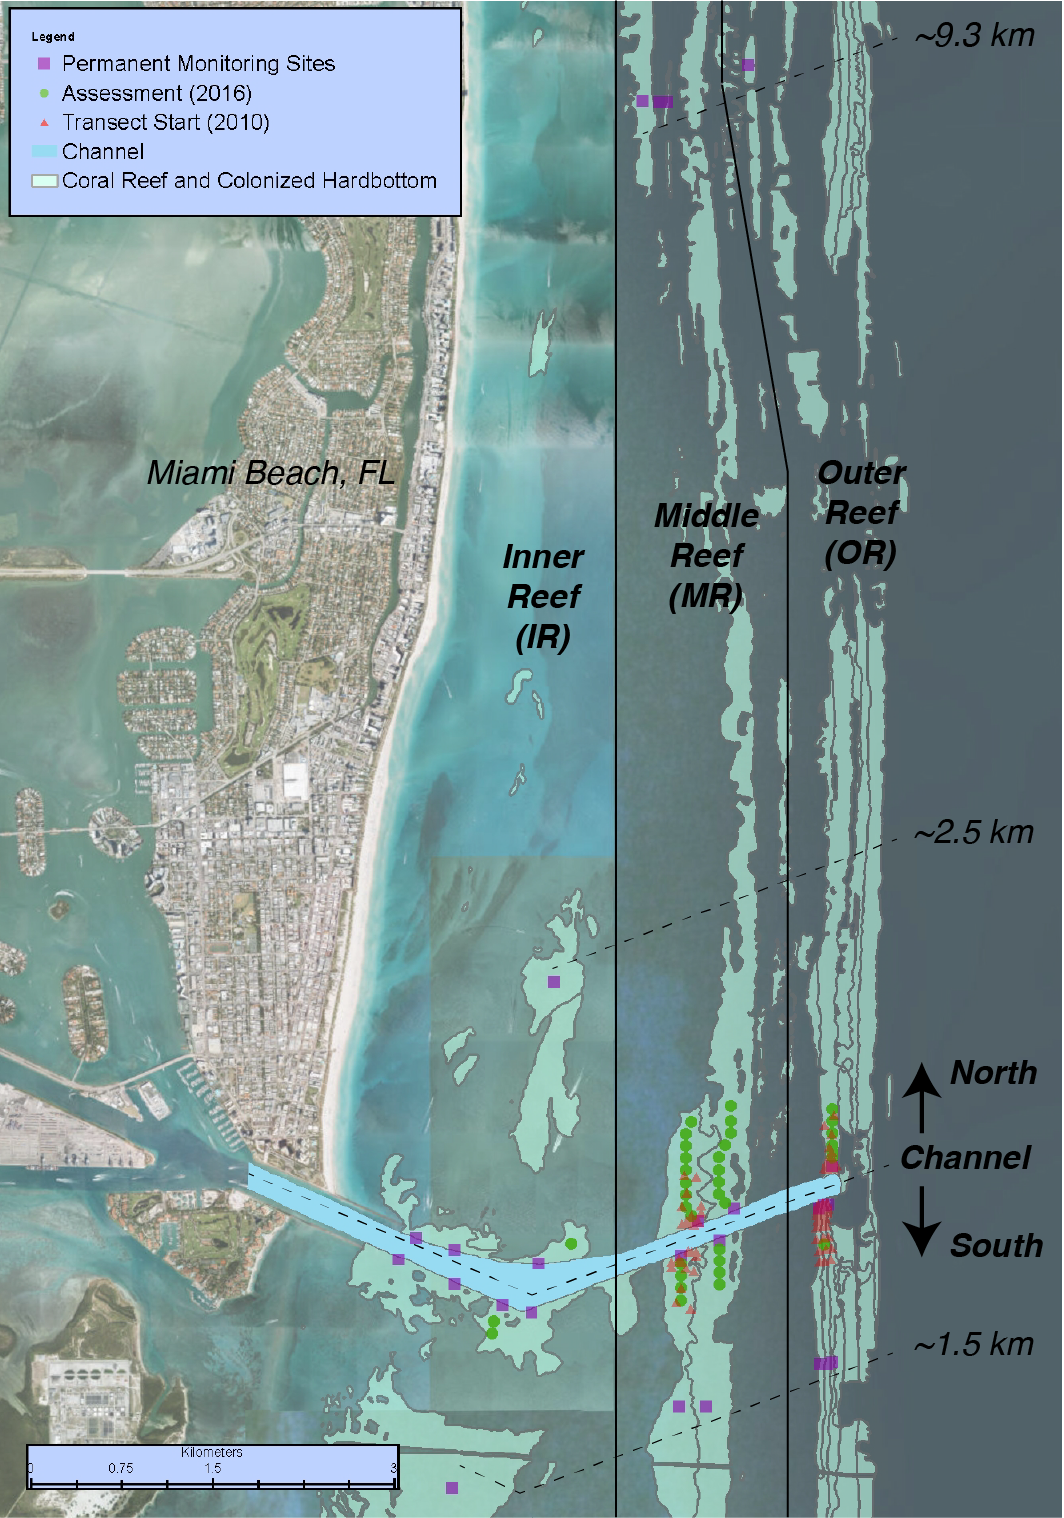 Legend
Permanent Monitoring Sites
Assessment (2016)
Transect Start (2010)
Channel
Coral Reef and Colonized Hardbottom
~9.3 km
Miami Beach, FL
Inner
Reef
(IR)
Middle
Reef
(MR)
Outer
Reef
(OR)
~2.5 km
North
Channel
South
~1.5 km
Kilometers
0 0.75 1.5 3